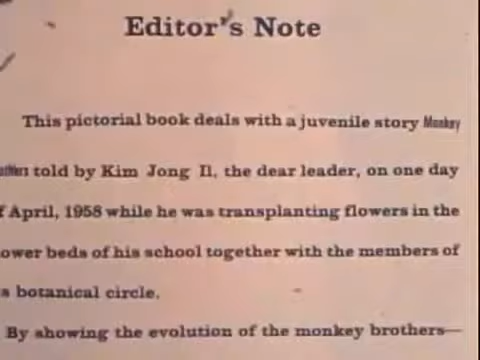 Editor's Note
This pictorial book deals with a juvenile story Monkey
told by Kim Jong Il, the dear leader, on one day
f April, 1958 while he was transplanting flowers in the
ower beds of his school together with the members of
s botanical circle.
By showing the evolution of the monkey brothers—